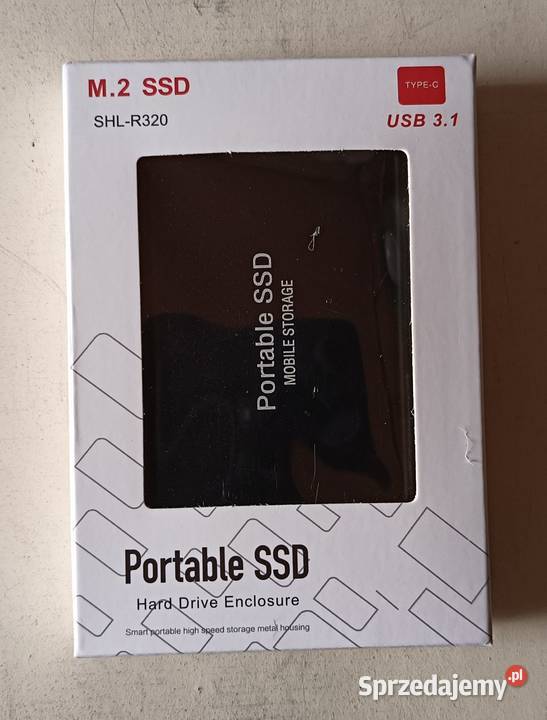 M.2 SSD
TYPE-C
SHL-R320
USB 3.1
Portable SSD
MOBILE STORAGE
Portable SSD
Hard Drive Enclosure
Smart portable high speed storage metal housing
Sprzedajemy.pl